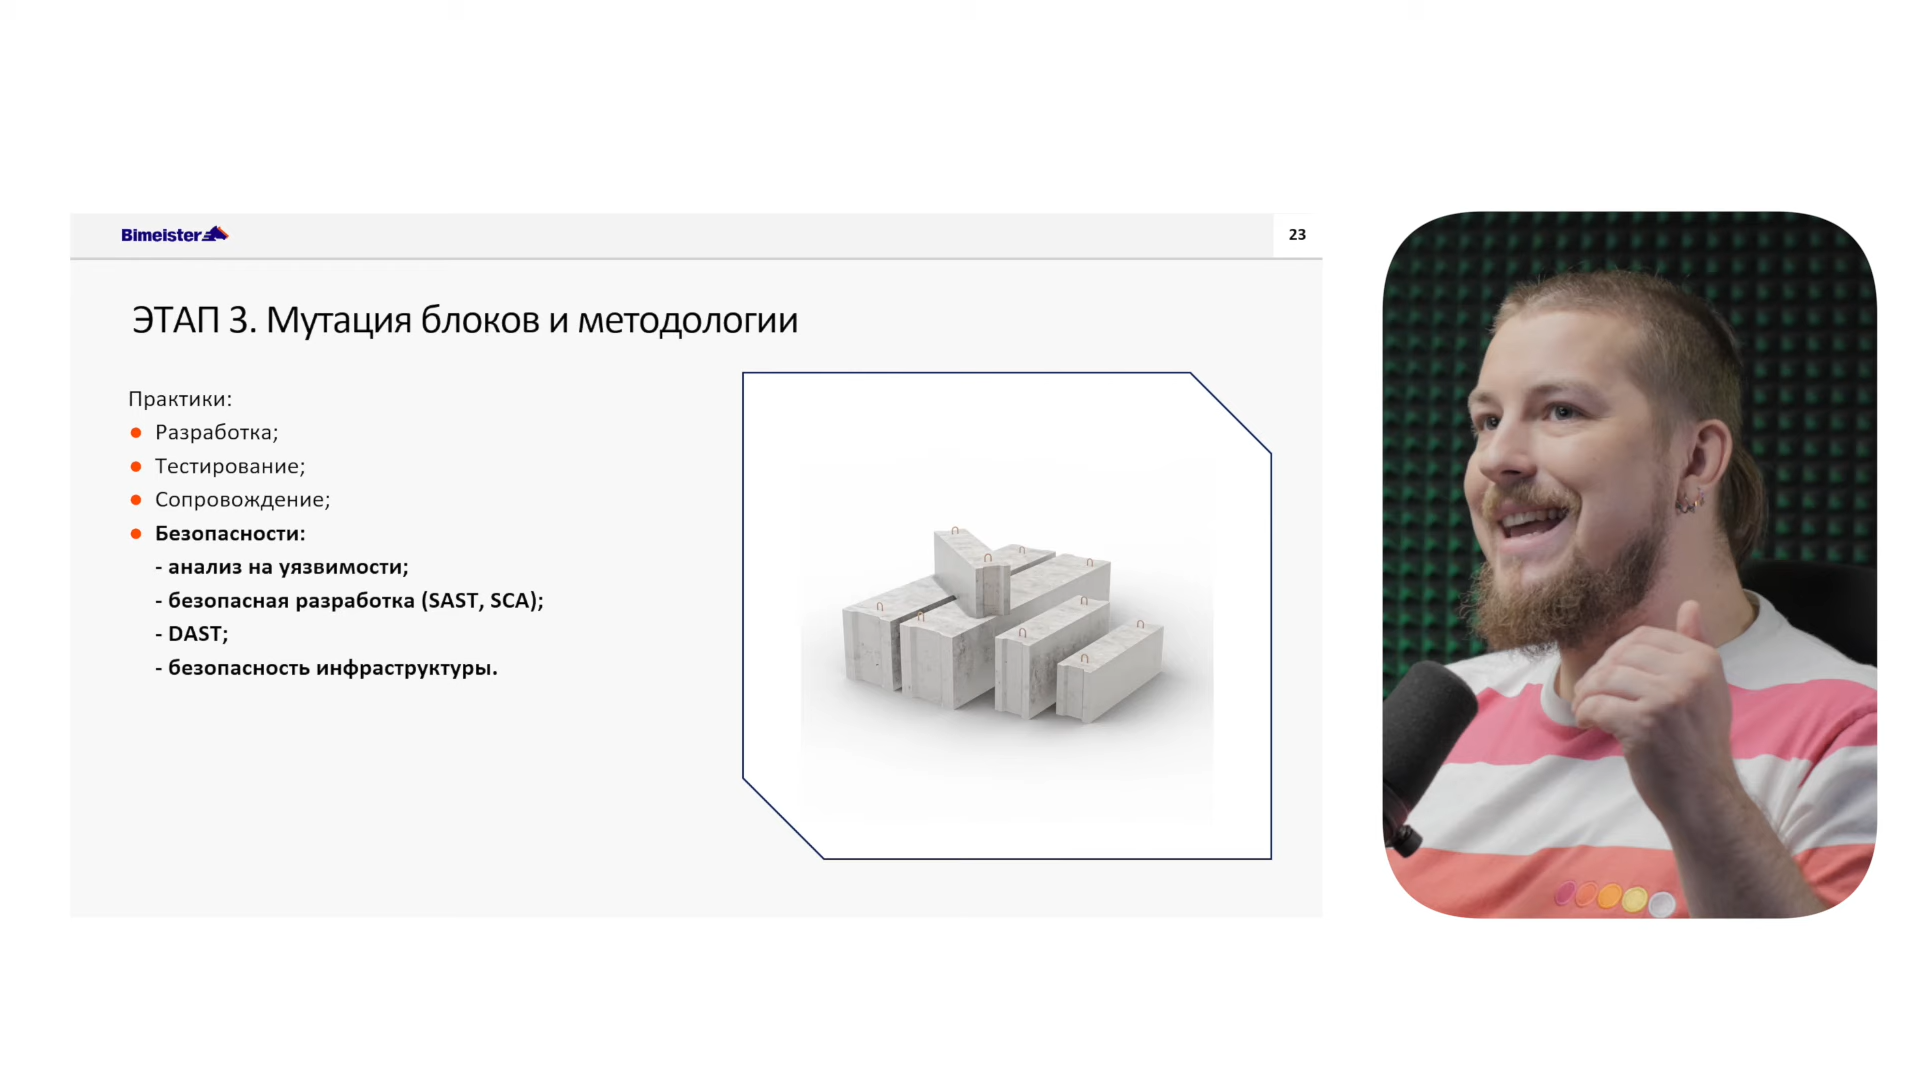 Bimeister
23
ЭТАП 3. Мутация блоков и методологии
Практики:
Разработка;
Тестирование;
Сопровождение;
Безопасности:
- анализ на уязвимости;
- безопасная разработка (SAST, SCA);
- DAST;
- безопасность инфраструктуры.